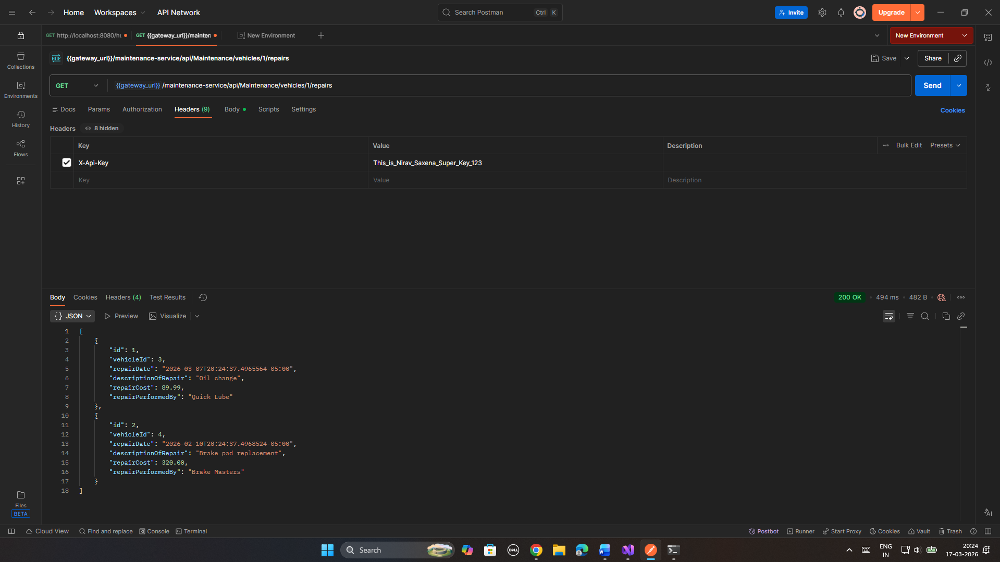 Home Workspaces API Network Search Postman Ctrl K Invite Upgrade
GET http://localhost:8080/he GET {{gateway_url}}/mainten New Environment New Environment
HTTP {{gateway_url}}/maintenance-service/api/Maintenance/vehicles/1/repairs Save Share
GET {{gateway_url}} /maintenance-service/api/Maintenance/vehicles/1/repairs Send
Docs Params Authorization Headers (9) Body Scripts Settings Cookies
Headers 8 hidden
Key Value Description Bulk Edit Presets
X-Api-Key This_is_Nirav_Saxena_Super_Key_123
Key Value Description
Collections
Environments
History
Flows
Files
BETA
Body Cookies Headers (4) Test Results 200 OK 494 ms 482 B
{} JSON Preview Visualize
1 [
2 {
3 "id": 1,
4 "vehicleId": 3,
5 "repairDate": "2026-03-07T20:24:37.4965564-05:00",
6 "descriptionOfRepair": "Oil change",
7 "repairCost": 89.99,
8 "repairPerformedBy": "Quick Lube"
9 },
10 {
11 "id": 2,
12 "vehicleId": 4,
13 "repairDate": "2026-02-10T20:24:37.4968524-05:00",
14 "descriptionOfRepair": "Brake pad replacement",
15 "repairCost": 320.00,
16 "repairPerformedBy": "Brake Masters"
17 }
18 ]
AI
Cloud View Find and replace Console Terminal Postbot Runner Start Proxy Cookies Vault Trash
Search DELL ENG IN 20:24 17-03-2026